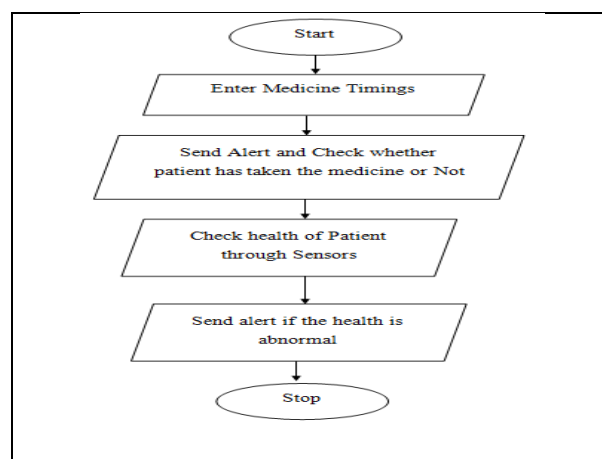 Start
Enter Medicine Timings
Send Alert and Check whether
patient has taken the medicine or Not
Check health of Patient
through Sensors
Send alert if the health is
abnormal
Stop